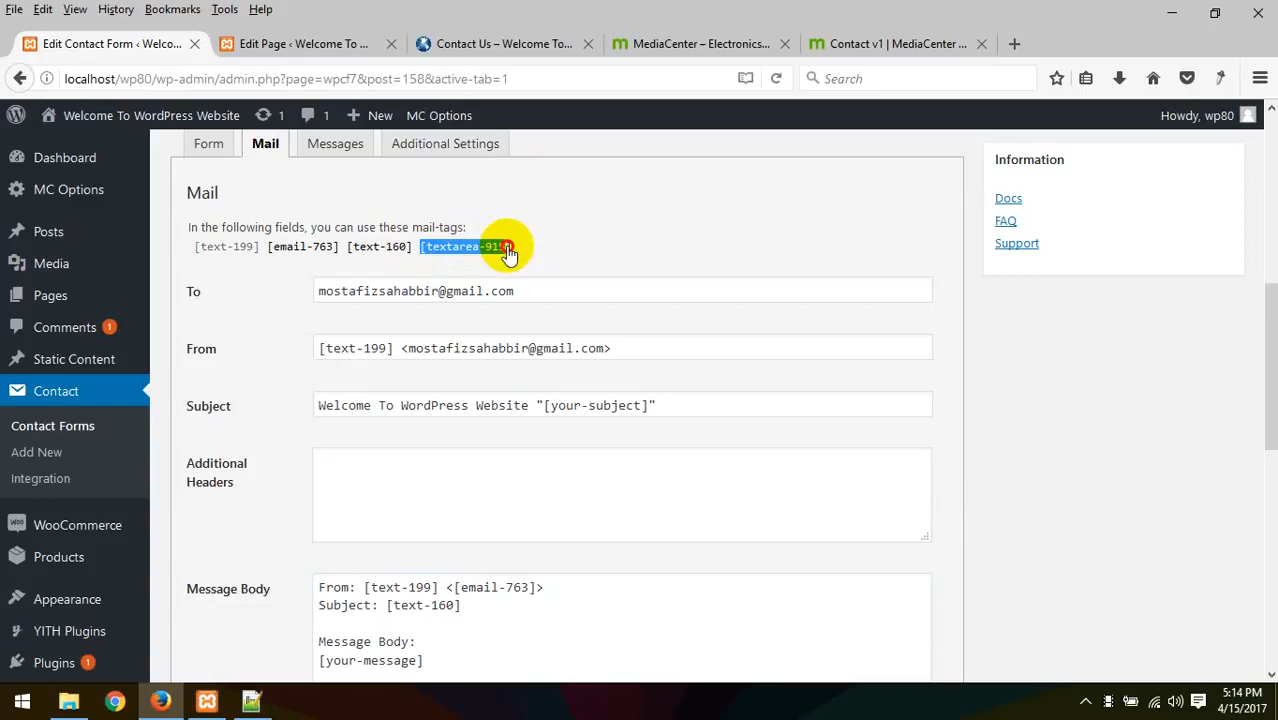 File Edit View History Bookmarks Tools Help
Edit Contact Form ‹ Welco... Edit Page ‹ Welcome To ... Contact Us – Welcome To... MediaCenter – Electronics... Contact v1 | MediaCenter ...
localhost/wp80/wp-admin/admin.php?page=wpcf7&post=158&active-tab=1 Search
Welcome To WordPress Website 1 1 New MC Options Howdy, wp80
Dashboard
MC Options
Posts
Media
Pages
Comments 1
Static Content
Contact
Contact Forms
Add New
Integration
WooCommerce
Products
Appearance
YITH Plugins
Plugins 1
Form Mail Messages Additional Settings
Mail
In the following fields, you can use these mail-tags:
[text-199] [email-763] [text-160] [textarea-
To mostafizsahabbir@gmail.com
From [text-199] <mostafizsahabbir@gmail.com>
Subject Welcome To WordPress Website "[your-subject]"
Additional
Headers
Message Body
From: [text-199] <[email-763]>
Subject: [text-160]
Message Body:
[your-message]
Information
Docs
FAQ
Support
5:14 PM
4/15/2017